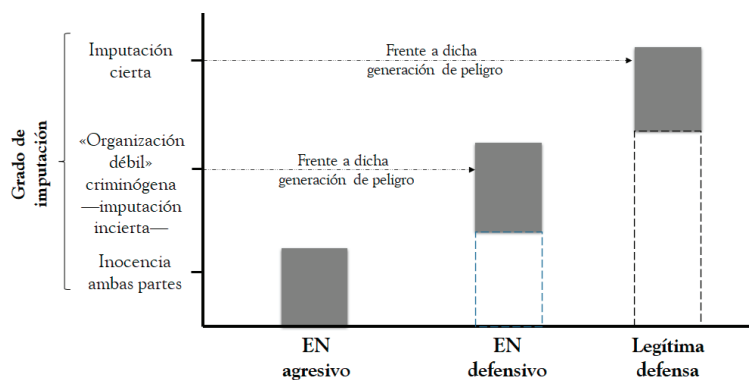 Grado de
imputación
Imputación
cierta
Frente a dicha
generación de peligro
«Organización
débil»
criminógena
—imputación
incierta—
Frente a dicha
generación de peligro
Inocencia
ambas partes
EN
agresivo
EN
defensivo
Legítima
defensa